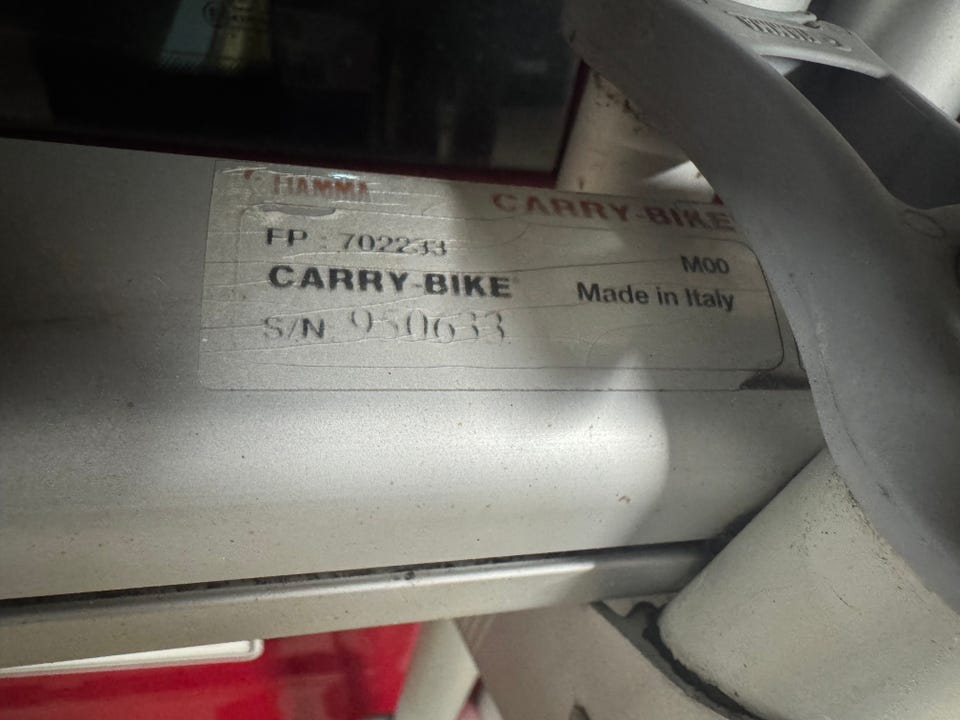 FIAMMA
CARRY-BIKE
FP : 702233
M00
CARRY-BIKE
Made in Italy
S/N 950633